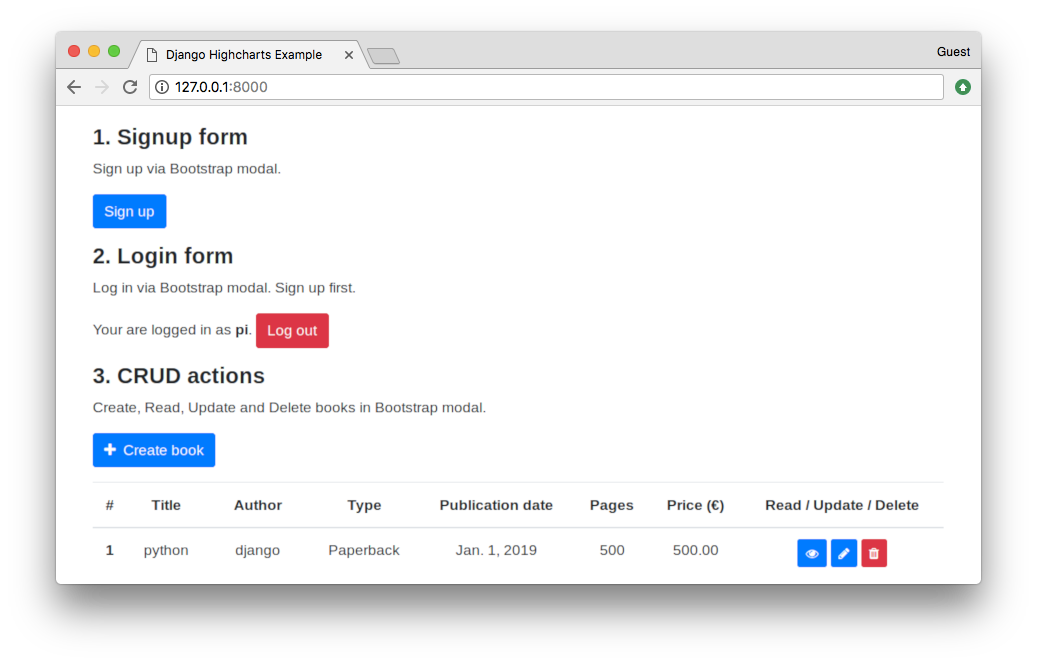 Django Highcharts Example
Guest
127.0.0.1:8000
1. Signup form
Sign up via Bootstrap modal.
Sign up
2. Login form
Log in via Bootstrap modal. Sign up first.
Your are logged in as pi. Log out
3. CRUD actions
Create, Read, Update and Delete books in Bootstrap modal.
Create book
# Title Author Type Publication date Pages Price (€) Read / Update / Delete
1 python django Paperback Jan. 1, 2019 500 500.00